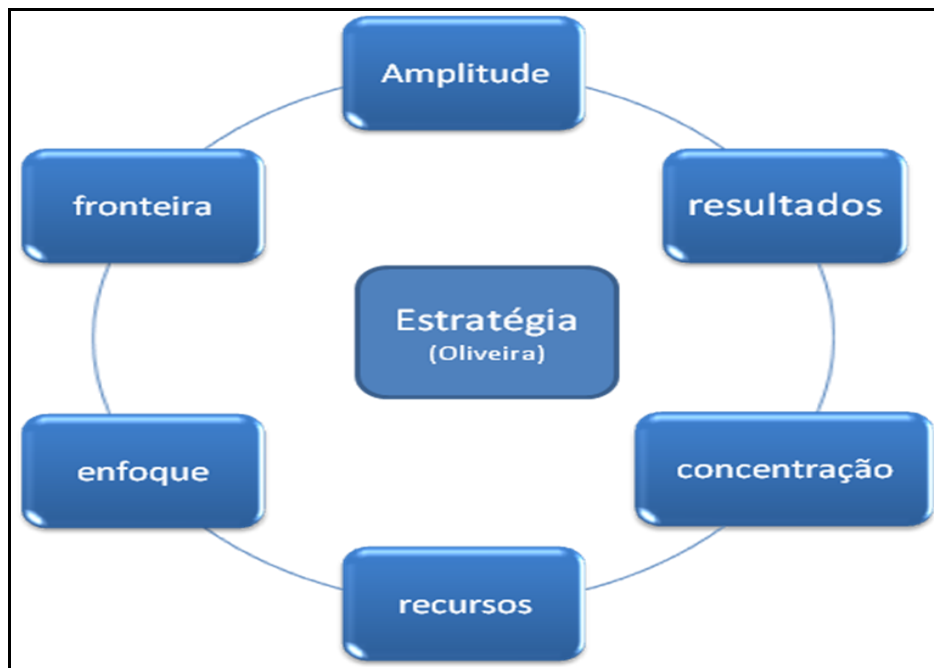 Amplitude
fronteira
resultados
Estratégia
(Oliveira)
enfoque
concentração
recursos